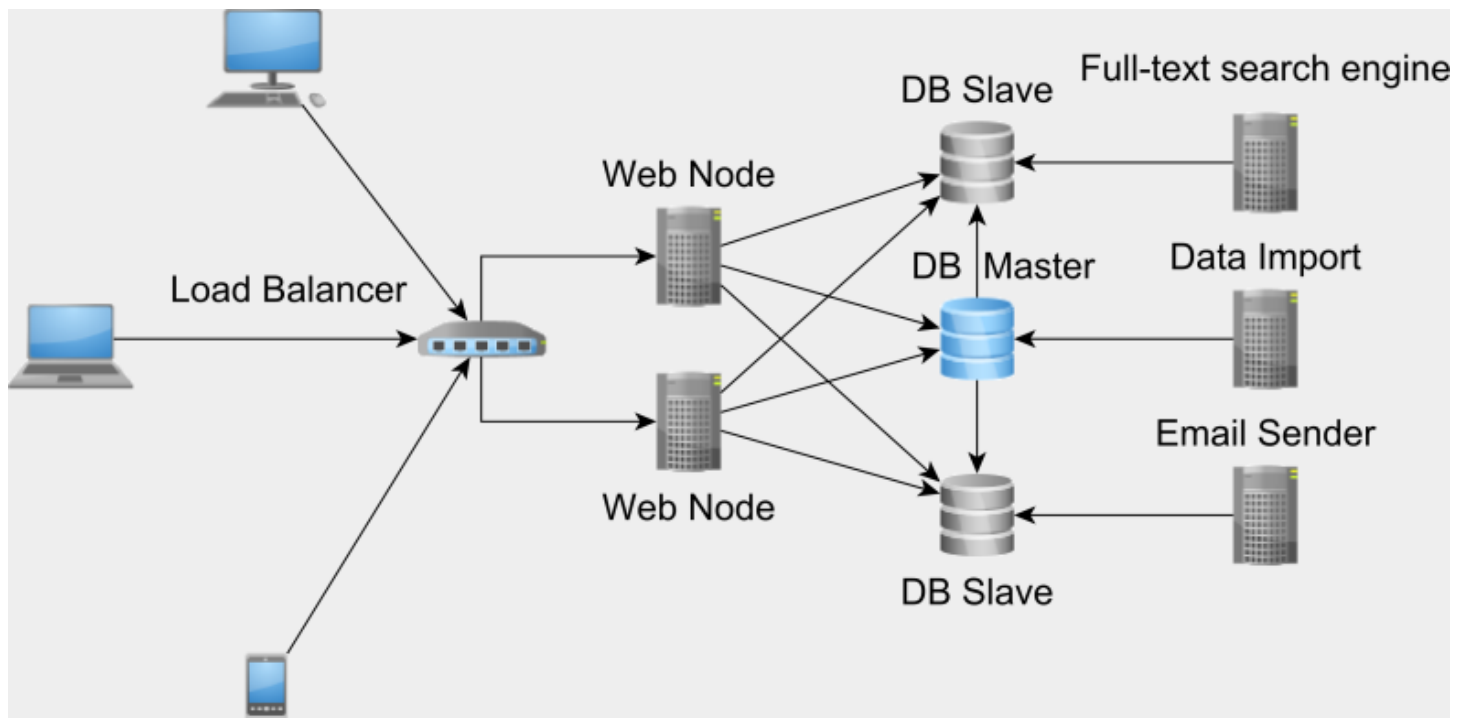 Full-text search engine
DB Slave
Web Node
Data Import
DB Master
Load Balancer
Email Sender
Web Node
DB Slave